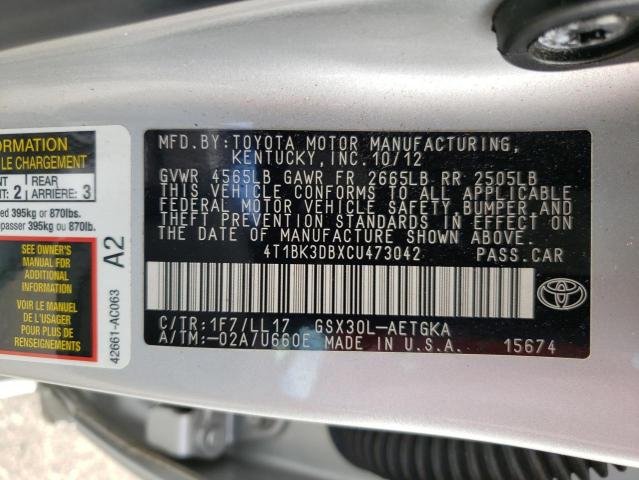 ORMATION
LE CHARGEMENT
NT 2 REAR ARRIÈRE: 3
ed 395kg or 870lbs.
passer 395kg ou 870lb.
SEE OWNER'S
MANUAL FOR
ADDITIONAL
INFORMATION
VOIR LE MANUEL
DE L'USAGER
POUR PLUS DE
RENSEIGNEMENTS
A2
42661-AC063
MFD.BY:TOYOTA MOTOR MANUFACTURING,
KENTUCKY, INC. 10/12
GVWR 4565LB GAWR FR 2665LB RR 2505LB
THIS VEHICLE CONFORMS TO ALL APPLICABLE
FEDERAL MOTOR VEHICLE SAFETY, BUMPER, AND
THEFT PREVENTION STANDARDS IN EFFECT ON
THE DATE OF MANUFACTURE SHOWN ABOVE.
4T1BK3DBXCU473042 PASS.CAR
C/TR:1F7/LL17 GSX30L-AETGKA
A/TM:-02A/U660E MADE IN U.S.A. 15674
TOYOTA